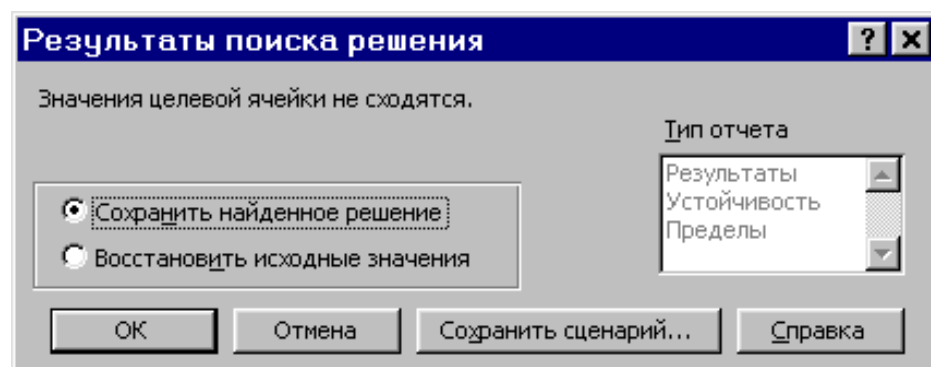 Результаты поиска решения
Значения целевой ячейки не сходятся.
Тип отчета
Результаты
Устойчивость
Пределы
Сохранить найденное решение
Восстановить исходные значения
ОК Отмена Сохранить сценарий... Справка